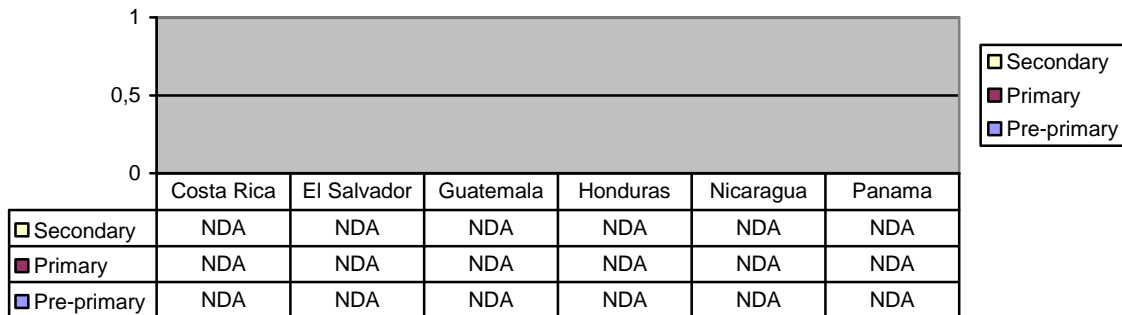 1
0,5
0
Secondary
Primary
Pre-primary
Costa Rica El Salvador Guatemala Honduras Nicaragua Panama
Secondary NDA NDA NDA NDA NDA NDA
Primary NDA NDA NDA NDA NDA NDA
Pre-primary NDA NDA NDA NDA NDA NDA